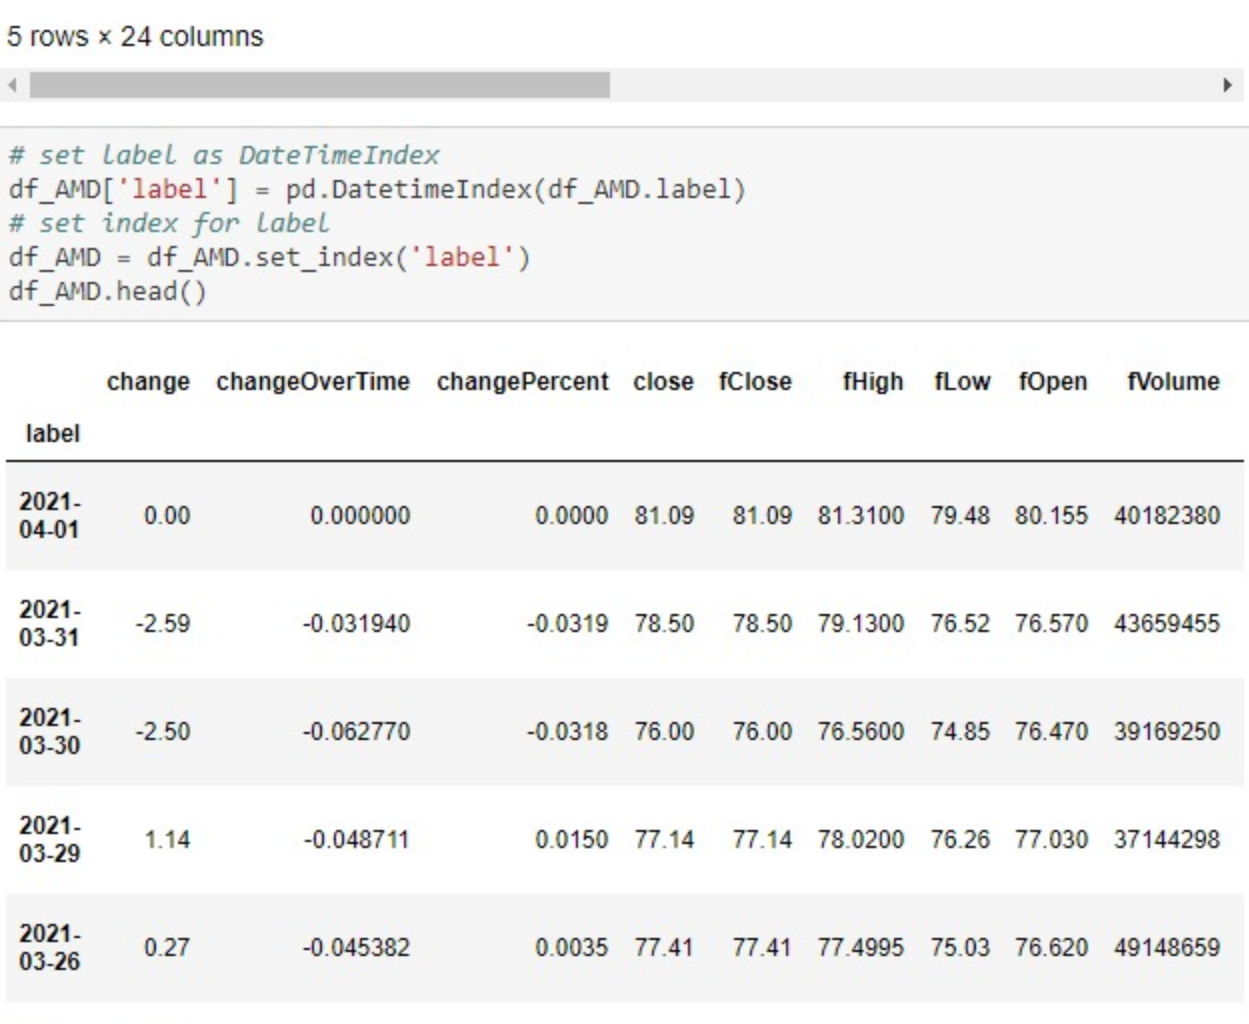 5 rows × 24 columns
# set label as DateTimeIndex
df_AMD['label'] = pd.DatetimeIndex(df_AMD.label)
# set index for label
df_AMD = df_AMD.set_index('label')
df_AMD.head()
change changeOverTime changePercent close fClose fHigh fLow fOpen fVolume
label
2021-
04-01 0.00 0.000000 0.0000 81.09 81.09 81.3100 79.48 80.155 40182380
2021-
03-31 -2.59 -0.031940 -0.0319 78.50 78.50 79.1300 76.52 76.570 43659455
2021-
03-30 -2.50 -0.062770 -0.0318 76.00 76.00 76.5600 74.85 76.470 39169250
2021-
03-29 1.14 -0.048711 0.0150 77.14 77.14 78.0200 76.26 77.030 37144298
2021-
03-26 0.27 -0.045382 0.0035 77.41 77.41 77.4995 75.03 76.620 49148659